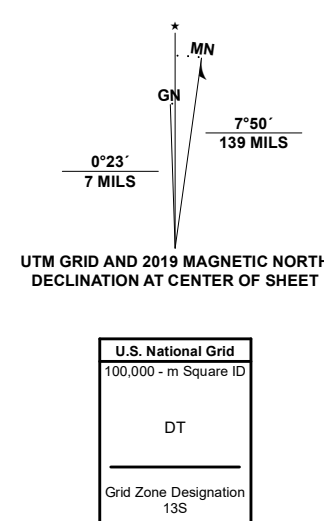 ★
MN
GN
7°50´
139 MILS
0°23´
7 MILS
UTM GRID AND 2019 MAGNETIC NORTH
DECLINATION AT CENTER OF SHEET
U.S. National Grid
100,000 - m Square ID
DT
Grid Zone Designation
13S